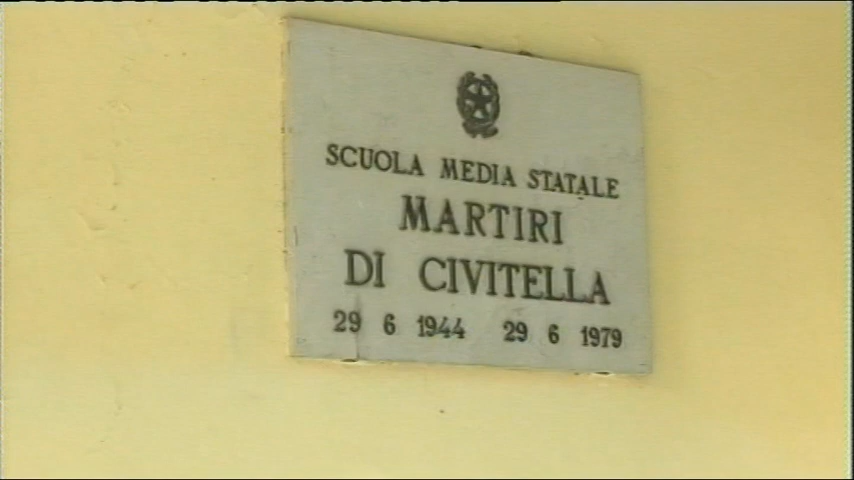 SCUOLA MEDIA STATALE
MARTIRI
DI CIVITELLA
29 6 1944 29 6 1979